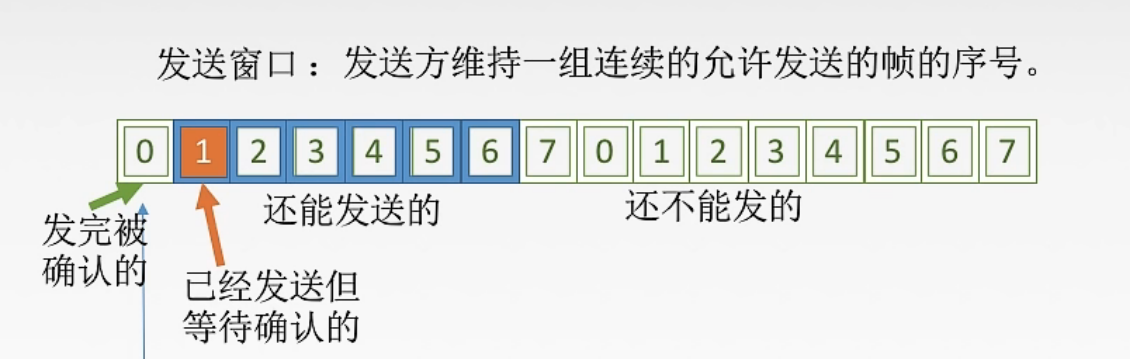 发送窗口：发送方维持一组连续的允许发送的帧的序号。
0 1 2 3 4 5 6 7 0 1 2 3 4 5 6 7
还能发送的
还不能发的
发完被
确认的
已经发送但
等待确认的